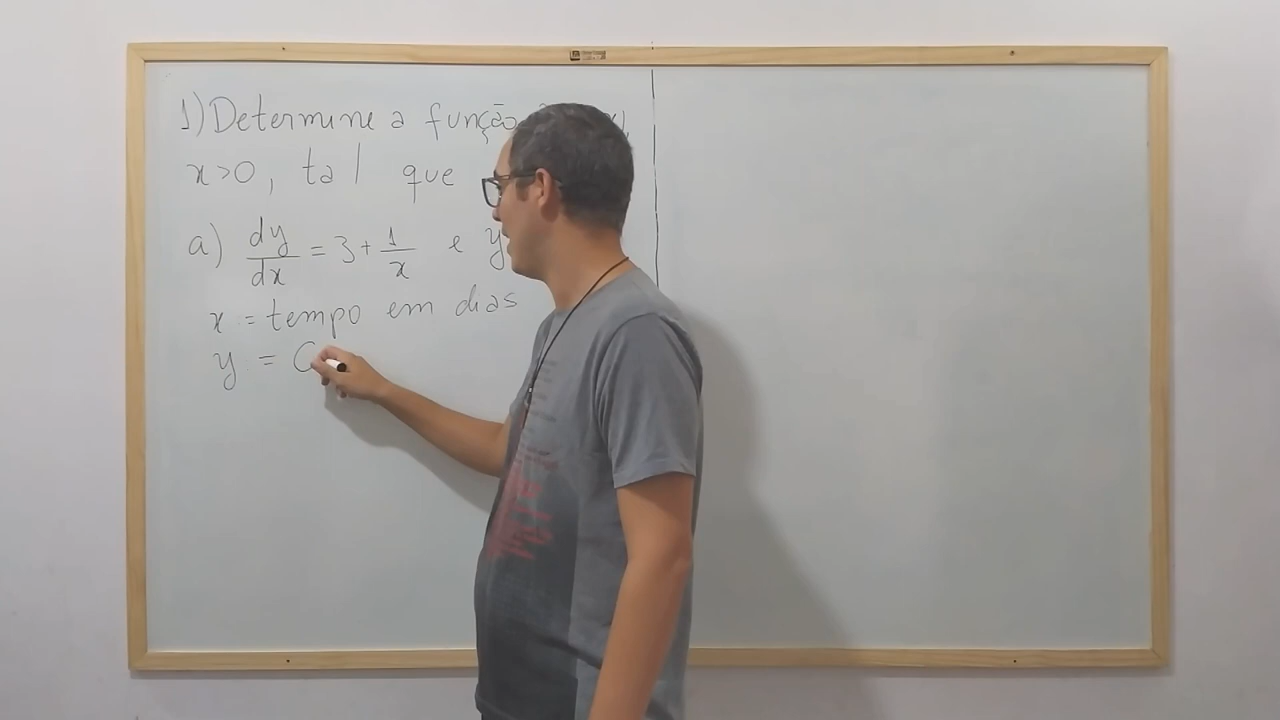 1) Determine a função
x>0, tal que
a) dy/dx = 3 + 1/x e y
x = tempo em dias
y = C